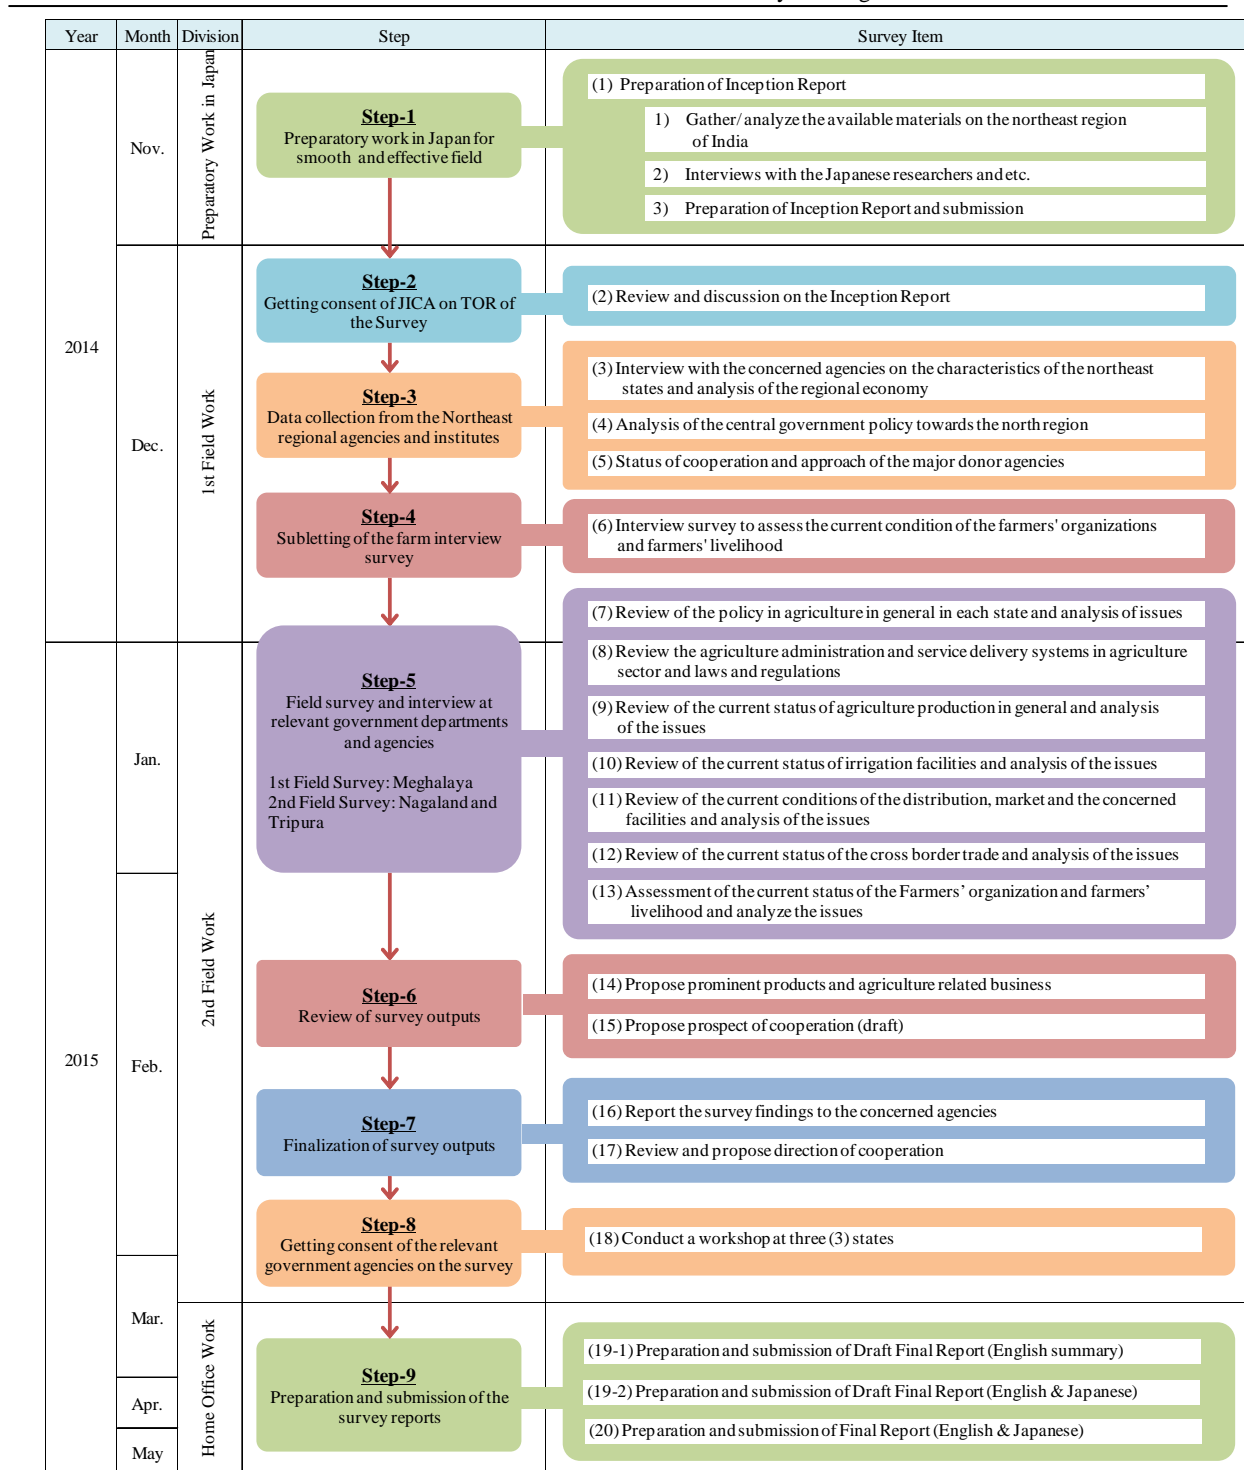 Year Month Division Step Survey Item
2014
Nov.
Preparatory Work in Japan
Step-1
Preparatory work in Japan for
smooth and effective field
(1) Preparation of Inception Report
1) Gather/ analyze the available materials on the northeast region
of India
2) Interviews with the Japanese researchers and etc.
3) Preparation of Inception Report and submission
Dec.
1st Field Work
Step-2
Getting consent of JICA on TOR of
the Survey
(2) Review and discussion on the Inception Report
Step-3
Data collection from the Northeast
regional agencies and institutes
(3) Interview with the concerned agencies on the characteristics of the northeast
states and analysis of the regional economy
(4) Analysis of the central government policy towards the north region
(5) Status of cooperation and approach of the major donor agencies
Step-4
Subletting of the farm interview
survey
(6) Interview survey to assess the current condition of the farmers' organizations
and farmers' livelihood
2015
Jan.
2nd Field Work
Step-5
Field survey and interview at
relevant government departments
and agencies
1st Field Survey: Meghalaya
2nd Field Survey: Nagaland and
Tripura
(7) Review of the policy in agriculture in general in each state and analysis of issues
(8) Review the agriculture administration and service delivery systems in agriculture
sector and laws and regulations
(9) Review of the current status of agriculture production in general and analysis
of the issues
(10) Review of the current status of irrigation facilities and analysis of the issues
(11) Review of the current conditions of the distribution, market and the concerned
facilities and analysis of the issues
(12) Review of the current status of the cross border trade and analysis of the issues
(13) Assessment of the current status of the Farmers’ organization and farmers’
livelihood and analyze the issues
Feb.
Step-6
Review of survey outputs
(14) Propose prominent products and agriculture related business
(15) Propose prospect of cooperation (draft)
Step-7
Finalization of survey outputs
(16) Report the survey findings to the concerned agencies
(17) Review and propose direction of cooperation
Step-8
Getting consent of the relevant
government agencies on the survey
(18) Conduct a workshop at three (3) states
Mar.
Apr.
May
Home Office Work
Step-9
Preparation and submission of the
survey reports
(19-1) Preparation and submission of Draft Final Report (English summary)
(19-2) Preparation and submission of Draft Final Report (English & Japanese)
(20) Preparation and submission of Final Report (English & Japanese)